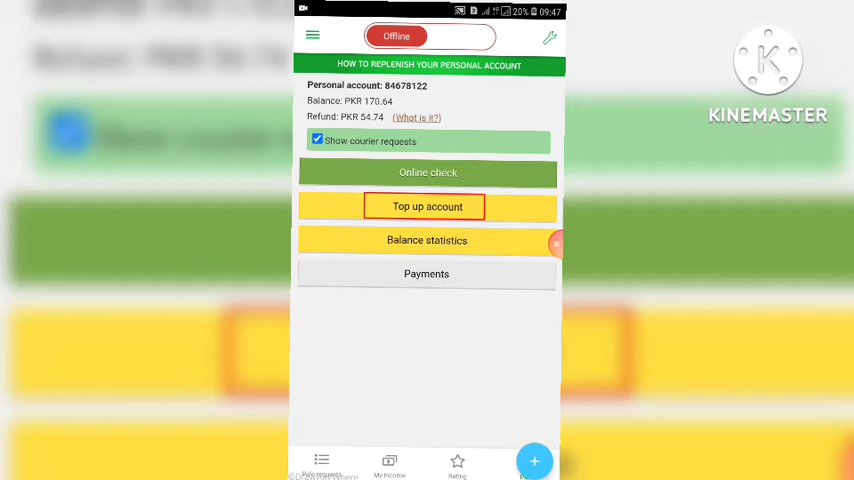 20% 09:47
Offline
HOW TO REPLENISH YOUR PERSONAL ACCOUNT
Personal account: 84678122
Balance: PKR 170.64
Refund: PKR 54.74 (What is it?)
Show courier requests
Online check
Top up account
Balance statistics
Payments
My income
Rating
KINEMASTER